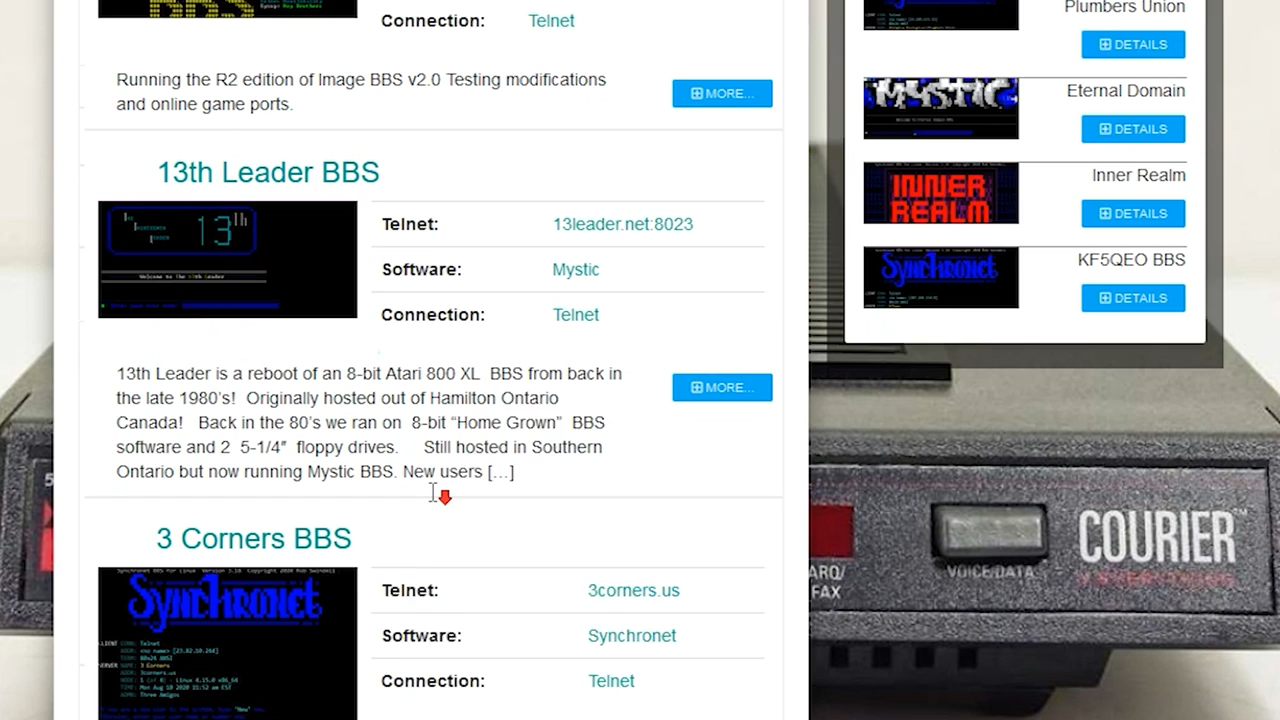 Connection: Telnet
Running the R2 edition of Image BBS v2.0 Testing modifications
and online game ports.
MORE...
13th Leader BBS
13th
Welcome to the 13th Leader
Telnet: 13leader.net:8023
Software: Mystic
Connection: Telnet
13th Leader is a reboot of an 8-bit Atari 800 XL BBS from back in
the late 1980's! Originally hosted out of Hamilton Ontario
Canada! Back in the 80's we ran on 8-bit “Home Grown” BBS
software and 2 5-1/4″ floppy drives. Still hosted in Southern
Ontario but now running Mystic BBS. New users […]
MORE...
3 Corners BBS
Synchronet
Telnet: 3corners.us
Software: Synchronet
Connection: Telnet
Plumbers Union
DETAILS
MYSTIC
Eternal Domain
DETAILS
INNER
REALM
Inner Realm
DETAILS
Synchronet
KF5QEO BBS
DETAILS
ARQ/
FAX
VOICE/DATA
COURIER™